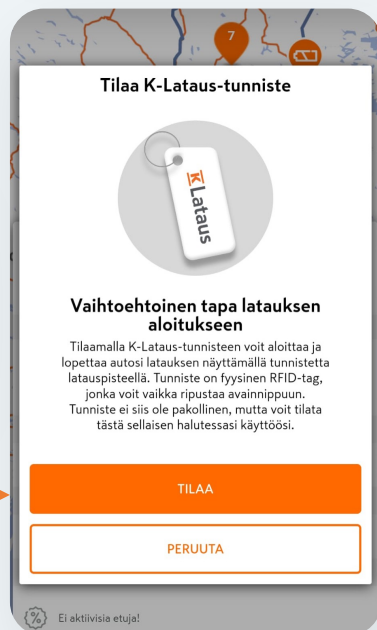 7
Tilaa K-Lataus-tunniste
K Lataus
Vaihtoehtoinen tapa latauksen
aloitukseen
Tilaamalla K-Lataus-tunnisteen voit aloittaa ja
lopettaa autosi latauksen näyttämällä tunnistetta
latauspisteellä. Tunniste on fyysinen RFID-tag,
jonka voit vaikka ripustaa avainnippuun.
Tunniste ei siis ole pakollinen, mutta voit tilata
tästä sellaisen halutessasi käyttöösi.
TILAA
PERUUTA
% Ei aktiivisia etuja!